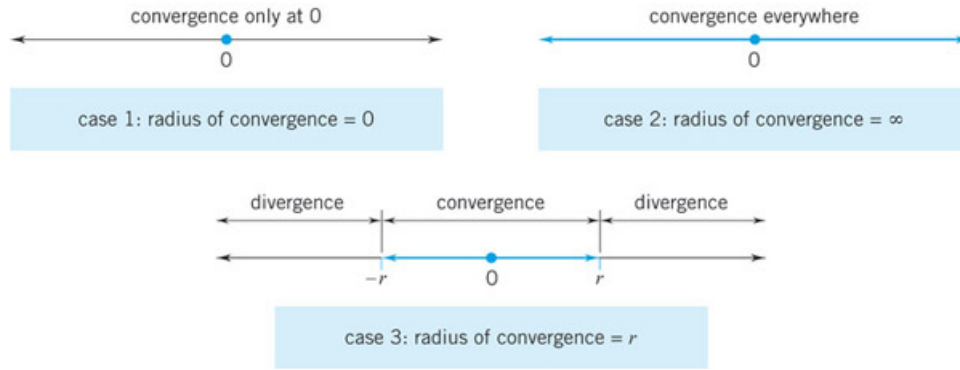 convergence only at 0
0
case 1: radius of convergence = 0
convergence everywhere
0
case 2: radius of convergence = ∞
divergence convergence divergence
−r 0 r
case 3: radius of convergence = r